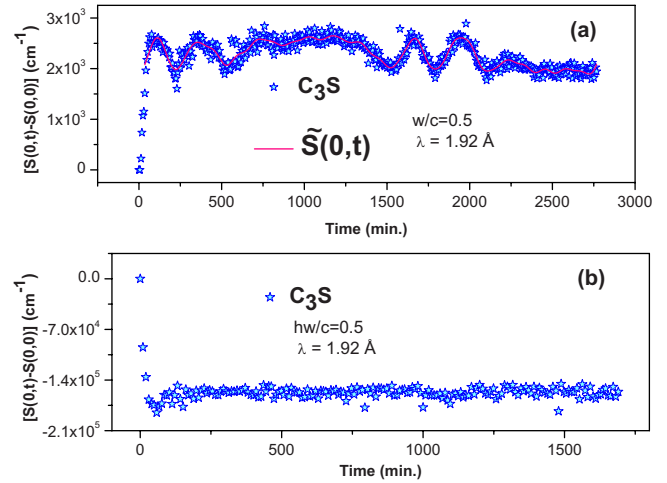 (a)
[S(0,t)-S(0,0)] (cm⁻¹)
3x10³
2x10³
1x10³
0
C₃S
S̃(0,t)
w/c=0.5
λ = 1.92 Å
0 500 1000 1500 2000 2500 3000
Time (min.)
(b)
[S(0,t)-S(0,0)] (cm⁻¹)
0.0
-7.0x10⁴
-1.4x10⁵
-2.1x10⁵
C₃S
hw/c=0.5
λ = 1.92 Å
0 500 1000 1500
Time (min.)